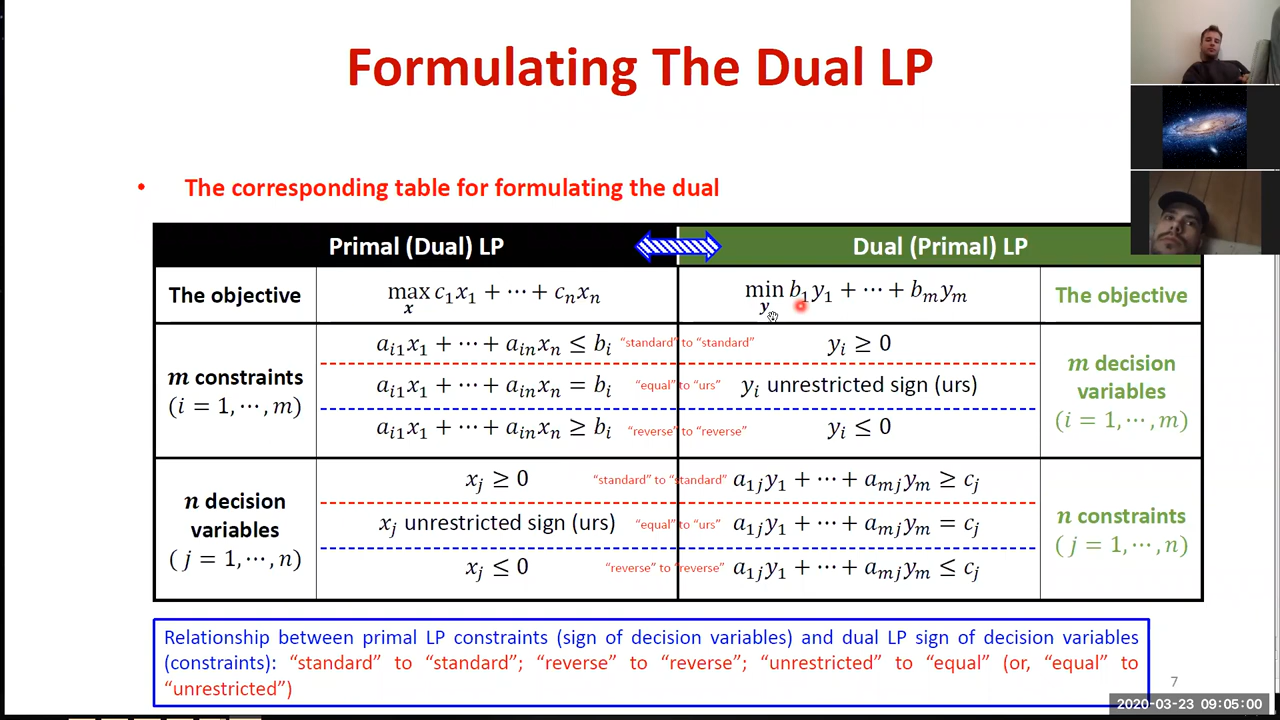 Formulating The Dual LP
• The corresponding table for formulating the dual
Primal (Dual) LP
Dual (Primal) LP
The objective
max c₁x₁ + ⋯ + cₙxₙ
x
min b₁y₁ + ⋯ + bₘyₘ
y
The objective
m constraints
(i = 1, ⋯, m)
aᵢ₁x₁ + ⋯ + aᵢₙxₙ ≤ bᵢ "standard" to "standard" yᵢ ≥ 0
aᵢ₁x₁ + ⋯ + aᵢₙxₙ = bᵢ "equal" to "urs" yᵢ unrestricted sign (urs)
aᵢ₁x₁ + ⋯ + aᵢₙxₙ ≥ bᵢ "reverse" to "reverse" yᵢ ≤ 0
m decision
variables
(i = 1, ⋯, m)
n decision
variables
( j = 1, ⋯, n)
xⱼ ≥ 0 "standard" to "standard" a₁ⱼy₁ + ⋯ + aₘⱼyₘ ≥ cⱼ
xⱼ unrestricted sign (urs) "equal" to "urs" a₁ⱼy₁ + ⋯ + aₘⱼyₘ = cⱼ
xⱼ ≤ 0 "reverse" to "reverse" a₁ⱼy₁ + ⋯ + aₘⱼyₘ ≤ cⱼ
n constraints
( j = 1, ⋯, n)
Relationship between primal LP constraints (sign of decision variables) and dual LP sign of decision variables
(constraints): "standard" to "standard"; "reverse" to "reverse"; "unrestricted" to "equal" (or, "equal" to
"unrestricted")
7
2020-03-23 09:05:00